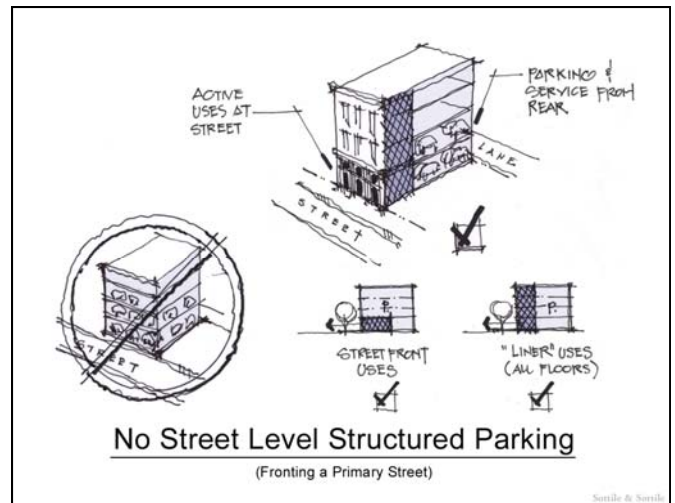 ACTIVE
USES AT
STREET
PARKING &
SERVICE FROM
REAR
LANE
STREET
STREET
P.
P.
STREET FRONT
USES
"LINER" USES
(ALL FLOORS)
No Street Level Structured Parking
(Fronting a Primary Street)
Sottile & Sottile